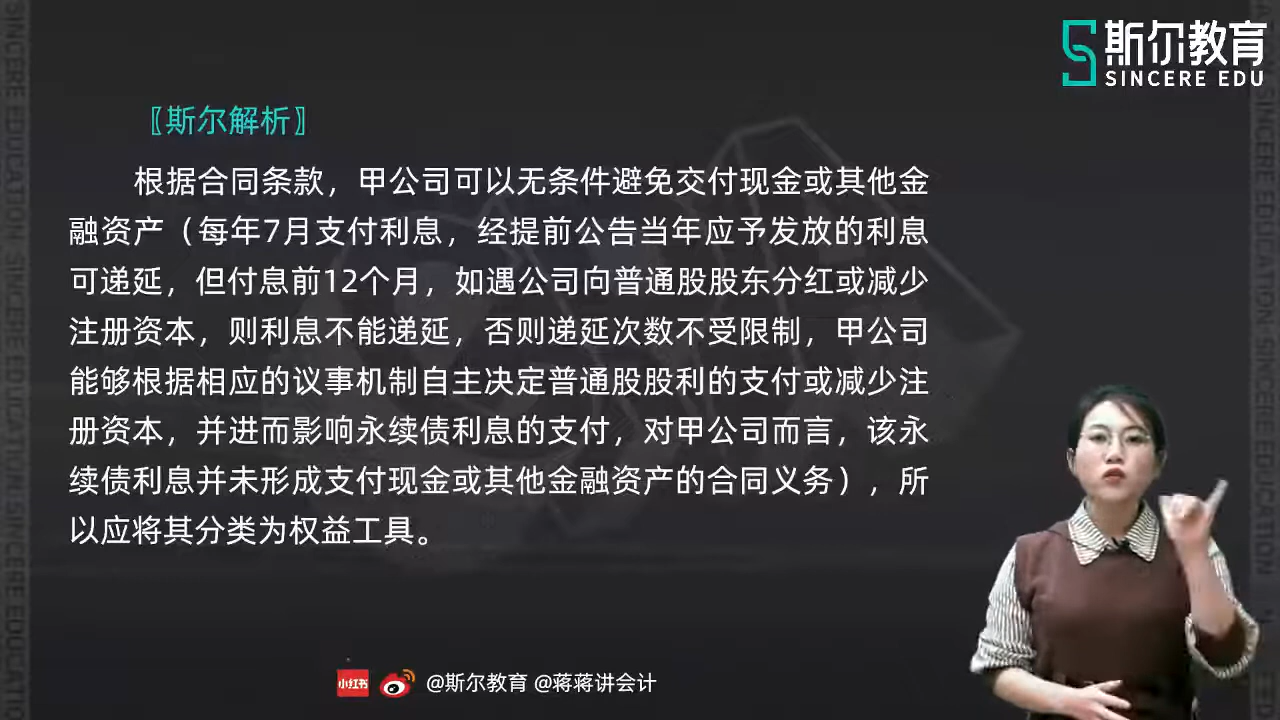 斯尔教育
SINCERE EDU
〖斯尔解析〗
根据合同条款，甲公司可以无条件避免交付现金或其他金
融资产（每年7月支付利息，经提前公告当年应予发放的利息
可递延，但付息前12个月，如遇公司向普通股股东分红或减少
注册资本，则利息不能递延，否则递延次数不受限制，甲公司
能够根据相应的议事机制自主决定普通股股利的支付或减少注
册资本，并进而影响永续债利息的支付，对甲公司而言，该永
续债利息并未形成支付现金或其他金融资产的合同义务），所
以应将其分类为权益工具。
小红书 @斯尔教育 @蒋蒋讲会计
SINCERE EDUCATION SINCERE EDUCATION SINCERE EDUCATION
SINCERE EDUCATION SINCERE EDUCATION